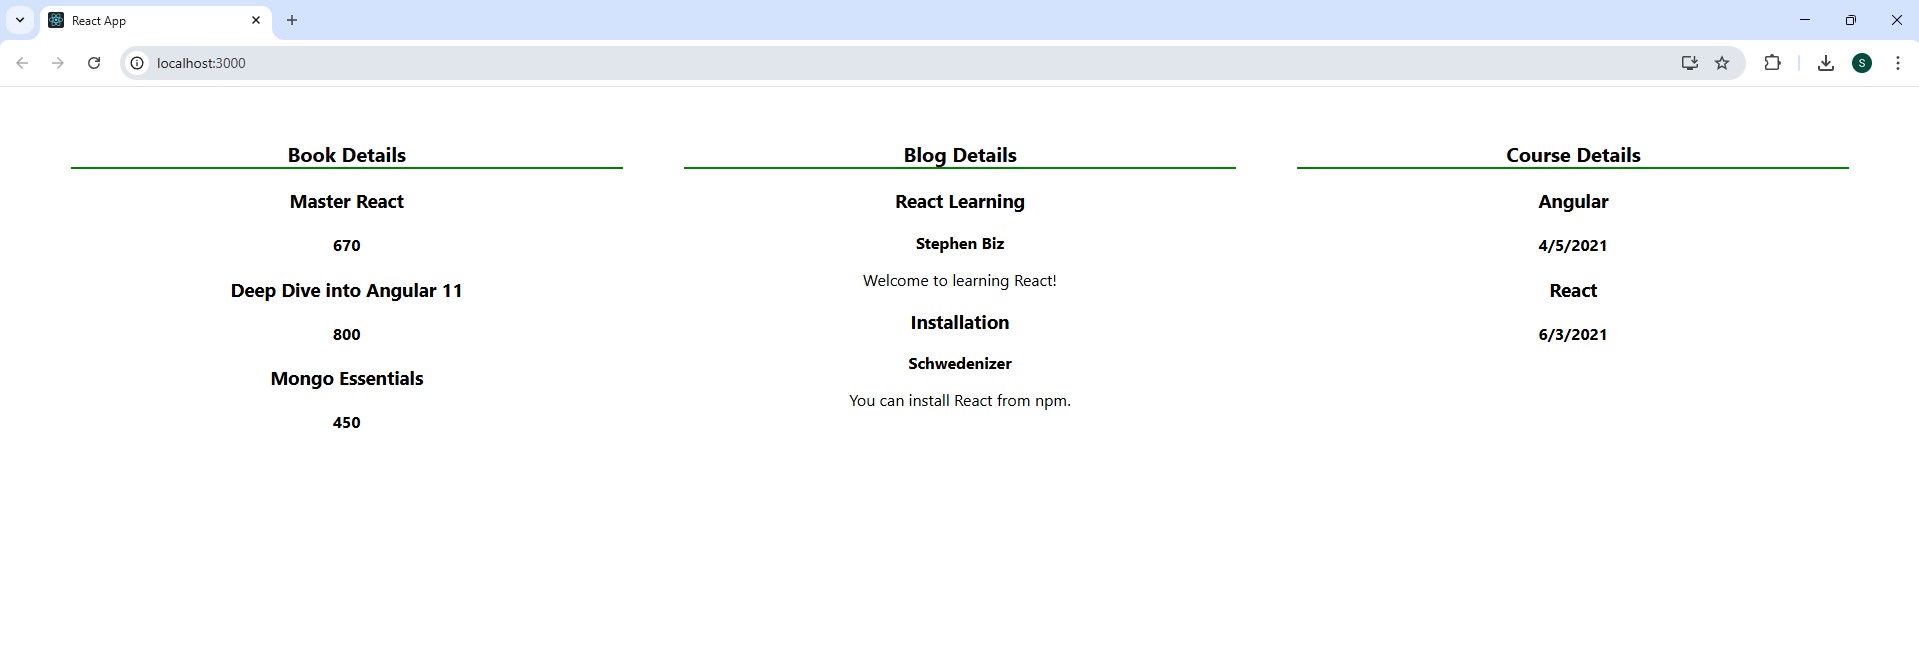 React App
localhost:3000
S
Book Details
Master React
670
Deep Dive into Angular 11
800
Mongo Essentials
450
Blog Details
React Learning
Stephen Biz
Welcome to learning React!
Installation
Schwedenizer
You can install React from npm.
Course Details
Angular
4/5/2021
React
6/3/2021